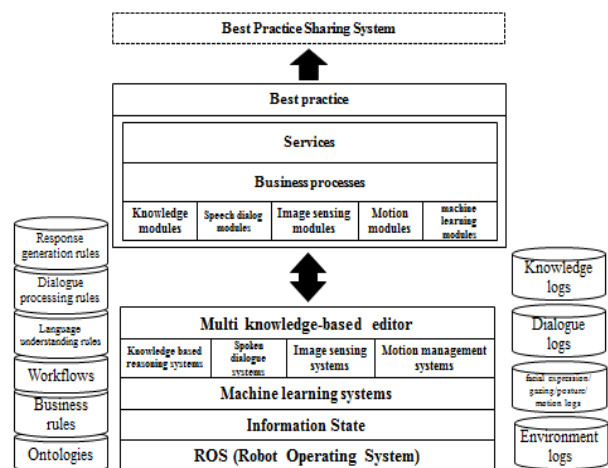 Best Practice Sharing System
Best practice
Services
Business processes
Knowledge
modules
Speech dialog
modules
Image sensing
modules
Motion
modules
machine
learning
modules
Response
generation rules
Dialogue
processing rules
Language
understanding rules
Workflows
Business
rules
Ontologies
Multi knowledge-based editor
Knowledge based
reasoning systems
Spoken
dialogue
systems
Image sensing
systems
Motion management
systems
Machine learning systems
Information State
ROS (Robot Operating System)
Knowledge
logs
Dialogue
logs
facial expression/
gazing/posture/
motion logs
Environment
logs